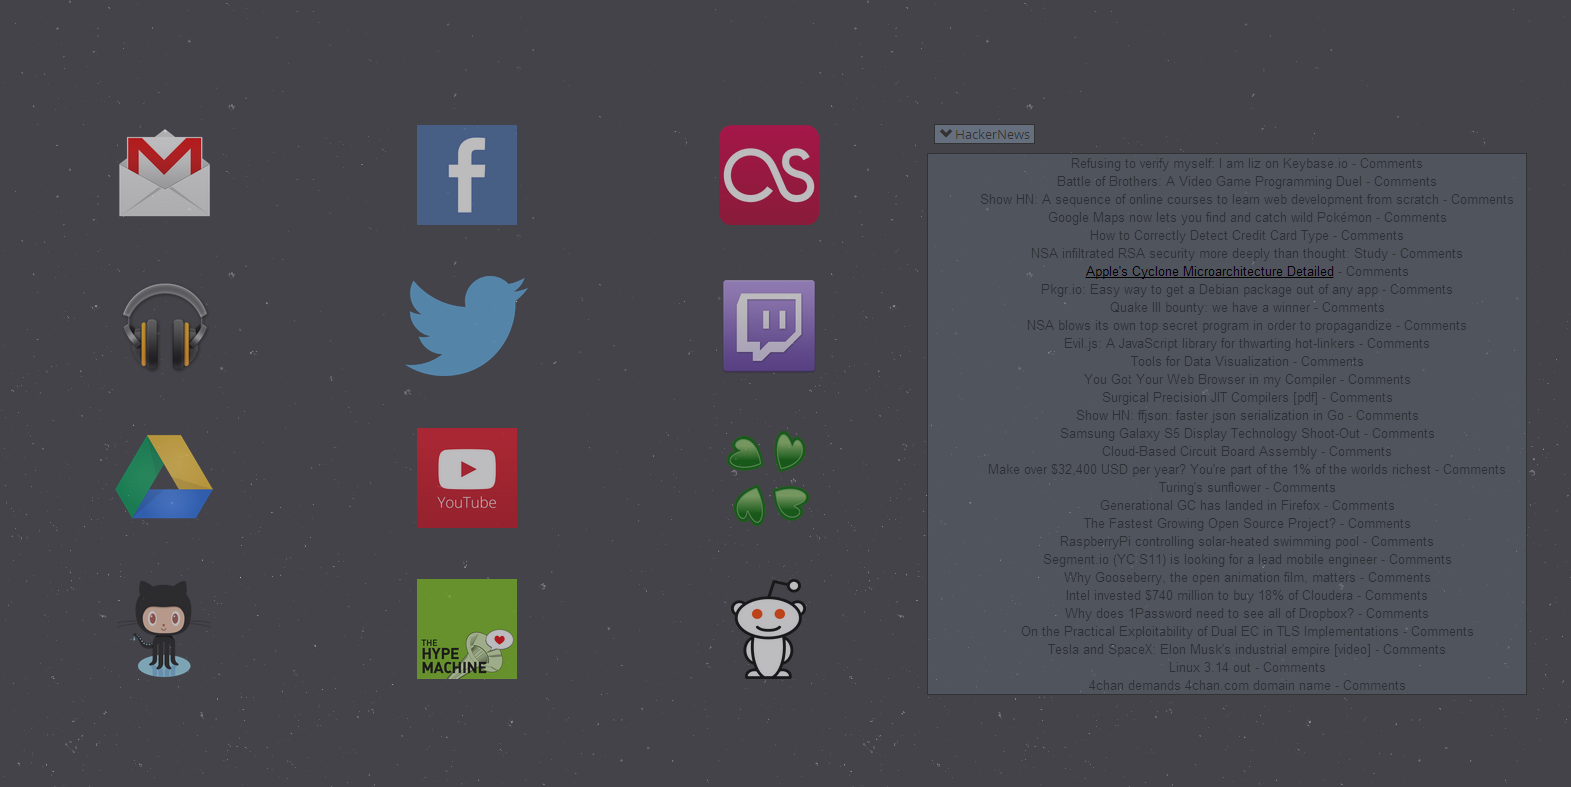 HackerNews
Refusing to verify myself: I am liz on Keybase.io - Comments
Battle of Brothers: A Video Game Programming Duel - Comments
Show HN: A sequence of online courses to learn web development from scratch - Comments
Google Maps now lets you find and catch wild Pokémon - Comments
How to Correctly Detect Credit Card Type - Comments
NSA infiltrated RSA security more deeply than thought: Study - Comments
Apple's Cyclone Microarchitecture Detailed - Comments
Pkgr.io: Easy way to get a Debian package out of any app - Comments
Quake III bounty: we have a winner - Comments
NSA blows its own top secret program in order to propagandize - Comments
Evil.js: A JavaScript library for thwarting hot-linkers - Comments
Tools for Data Visualization - Comments
You Got Your Web Browser in my Compiler - Comments
Surgical Precision JIT Compilers [pdf] - Comments
Show HN: ffjson: faster json serialization in Go - Comments
Samsung Galaxy S5 Display Technology Shoot-Out - Comments
Cloud-Based Circuit Board Assembly - Comments
Make over $32,400 USD per year? You're part of the 1% of the worlds richest - Comments
Turing's sunflower - Comments
Generational GC has landed in Firefox - Comments
The Fastest Growing Open Source Project? - Comments
RaspberryPi controlling solar-heated swimming pool - Comments
Segment.io (YC S11) is looking for a lead mobile engineer - Comments
Why Gooseberry, the open animation film, matters - Comments
Intel invested $740 million to buy 18% of Cloudera - Comments
Why does 1Password need to see all of Dropbox? - Comments
On the Practical Exploitability of Dual EC in TLS Implementations - Comments
Tesla and SpaceX: Elon Musk's industrial empire [video] - Comments
Linux 3.14 out - Comments
4chan demands 4chan.com domain name - Comments
YouTube
THE
HYPE
MACHINE